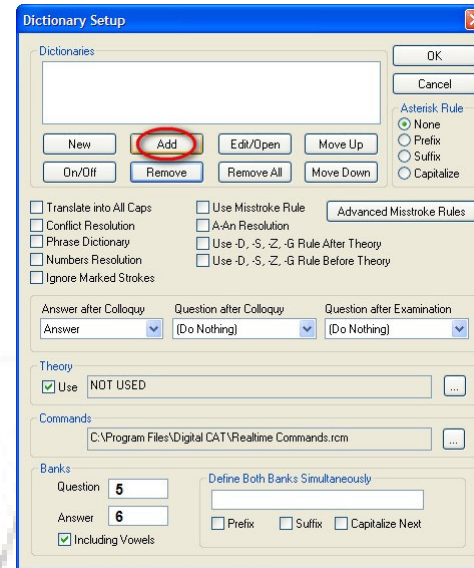 Dictionary Setup
Dictionaries
OK
Cancel
Asterisk Rule
None
Prefix
Suffix
Capitalize
New Add Edit/Open Move Up
On/Off Remove Remove All Move Down
Translate into All Caps Use Misstroke Rule Advanced Misstroke Rules
Conflict Resolution A-An Resolution
Phrase Dictionary Use -D, -S, -Z, -G Rule After Theory
Numbers Resolution Use -D, -S, -Z, -G Rule Before Theory
Ignore Marked Strokes
Answer after Colloquy Question after Colloquy Question after Examination
Answer (Do Nothing) (Do Nothing)
Theory
Use NOT USED ...
Commands
C:\Program Files\Digital CAT\Realtime Commands.rcm ...
Banks
Question 5 Define Both Banks Simultaneously
Answer 6 Prefix Suffix Capitalize Next
Including Vowels